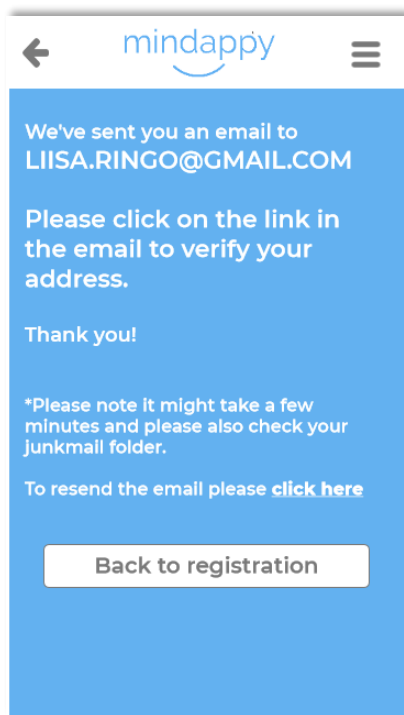 mindappy
We've sent you an email to
LIISA.RINGO@GMAIL.COM
Please click on the link in
the email to verify your
address.
Thank you!
*Please note it might take a few
minutes and please also check your
junkmail folder.
To resend the email please click here
Back to registration